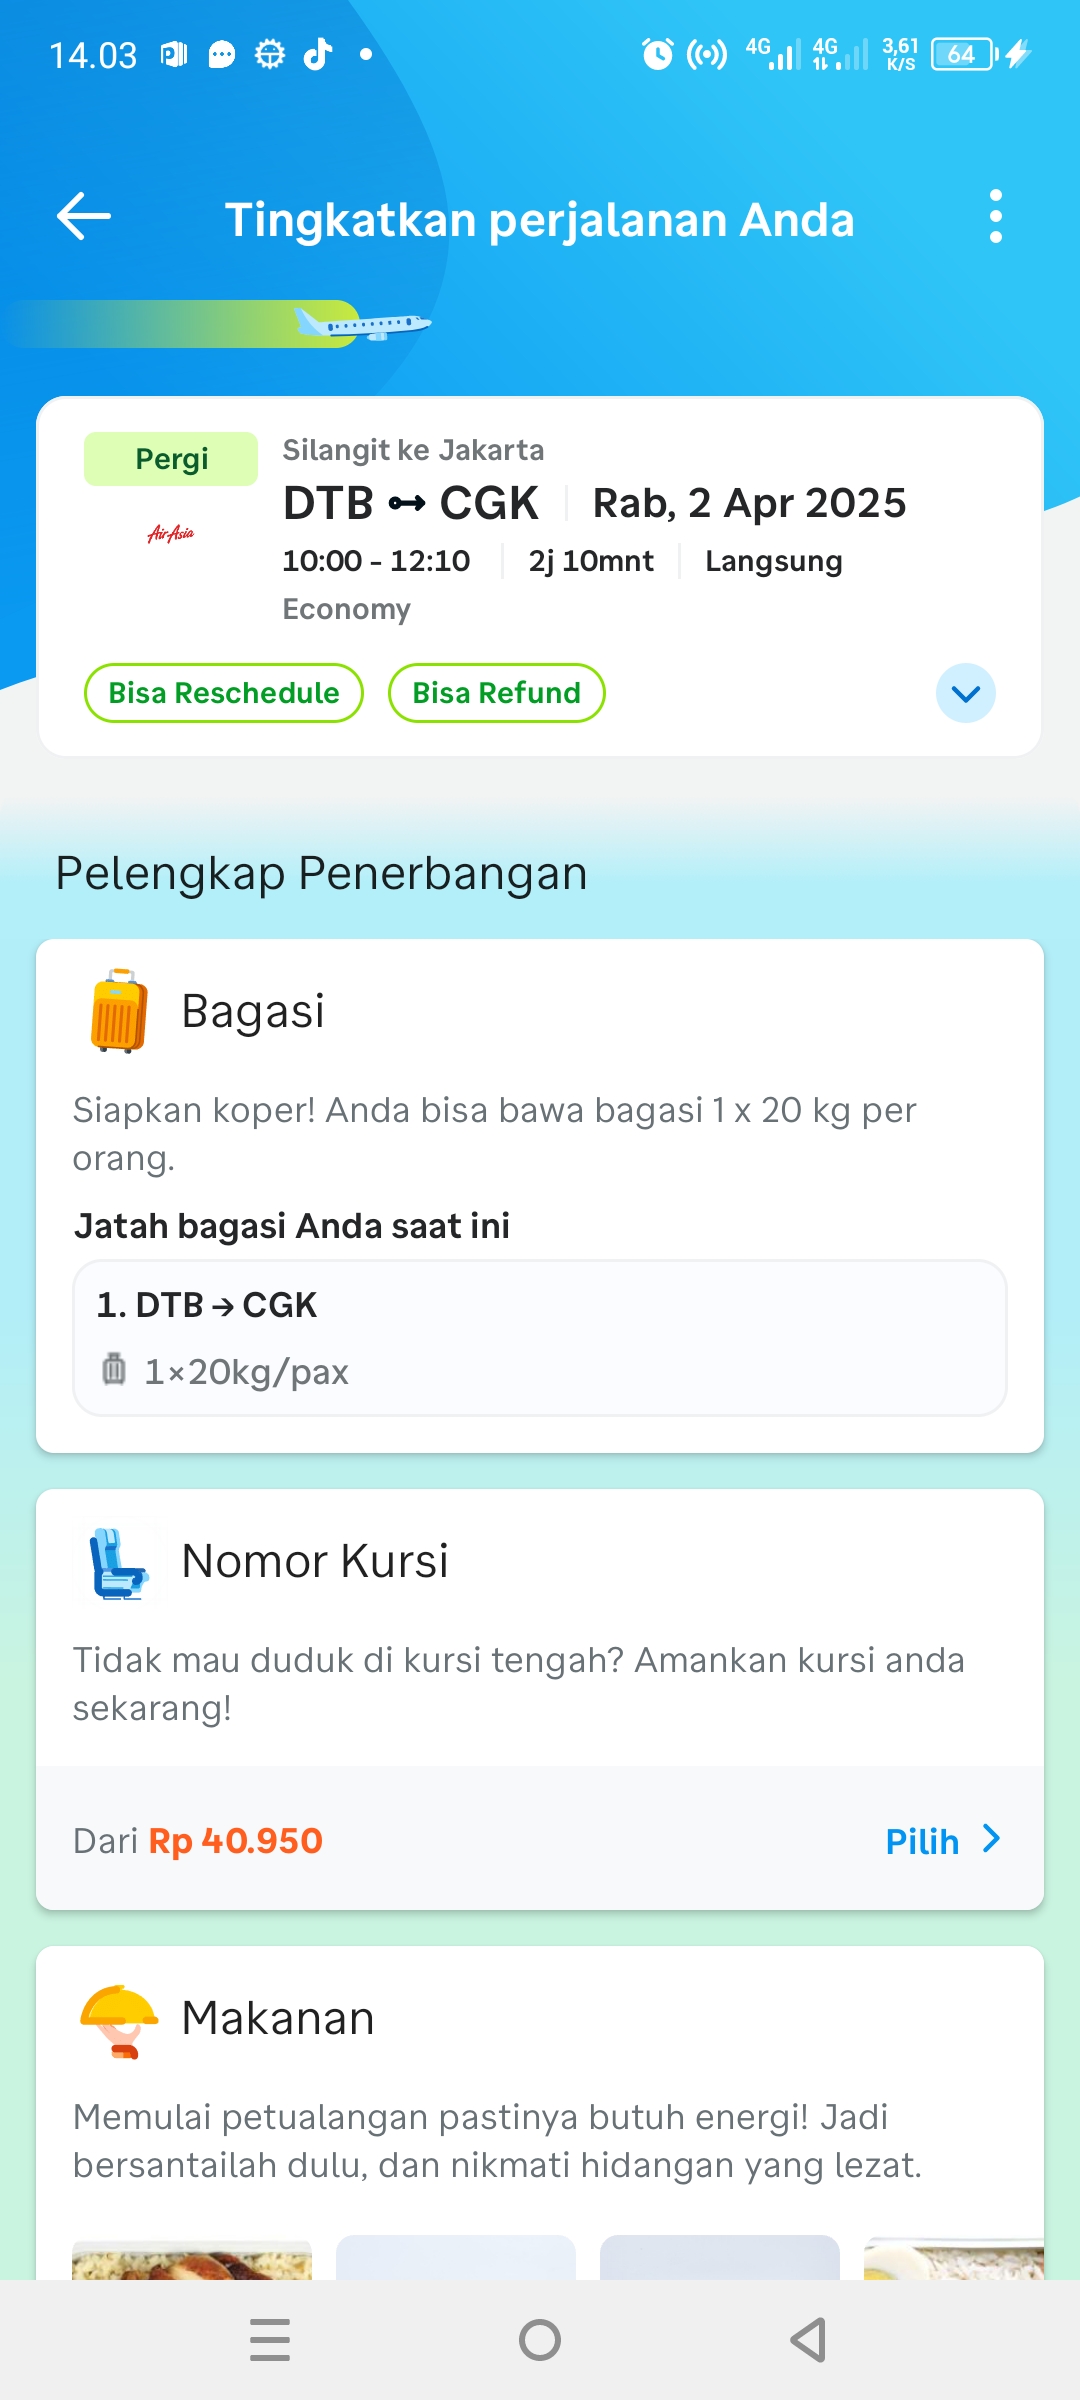 14.03
4G 4G 3,61 K/S 64
Tingkatkan perjalanan Anda
Pergi
Silangit ke Jakarta
DTB CGK Rab, 2 Apr 2025
AirAsia
10:00 - 12:10 2j 10mnt Langsung
Economy
Bisa Reschedule Bisa Refund
Pelengkap Penerbangan
Bagasi
Siapkan koper! Anda bisa bawa bagasi 1 x 20 kg per
orang.
Jatah bagasi Anda saat ini
1. DTB → CGK
1×20kg/pax
Nomor Kursi
Tidak mau duduk di kursi tengah? Amankan kursi anda
sekarang!
Dari Rp 40.950 Pilih
Makanan
Memulai petualangan pastinya butuh energi! Jadi
bersantailah dulu, dan nikmati hidangan yang lezat.